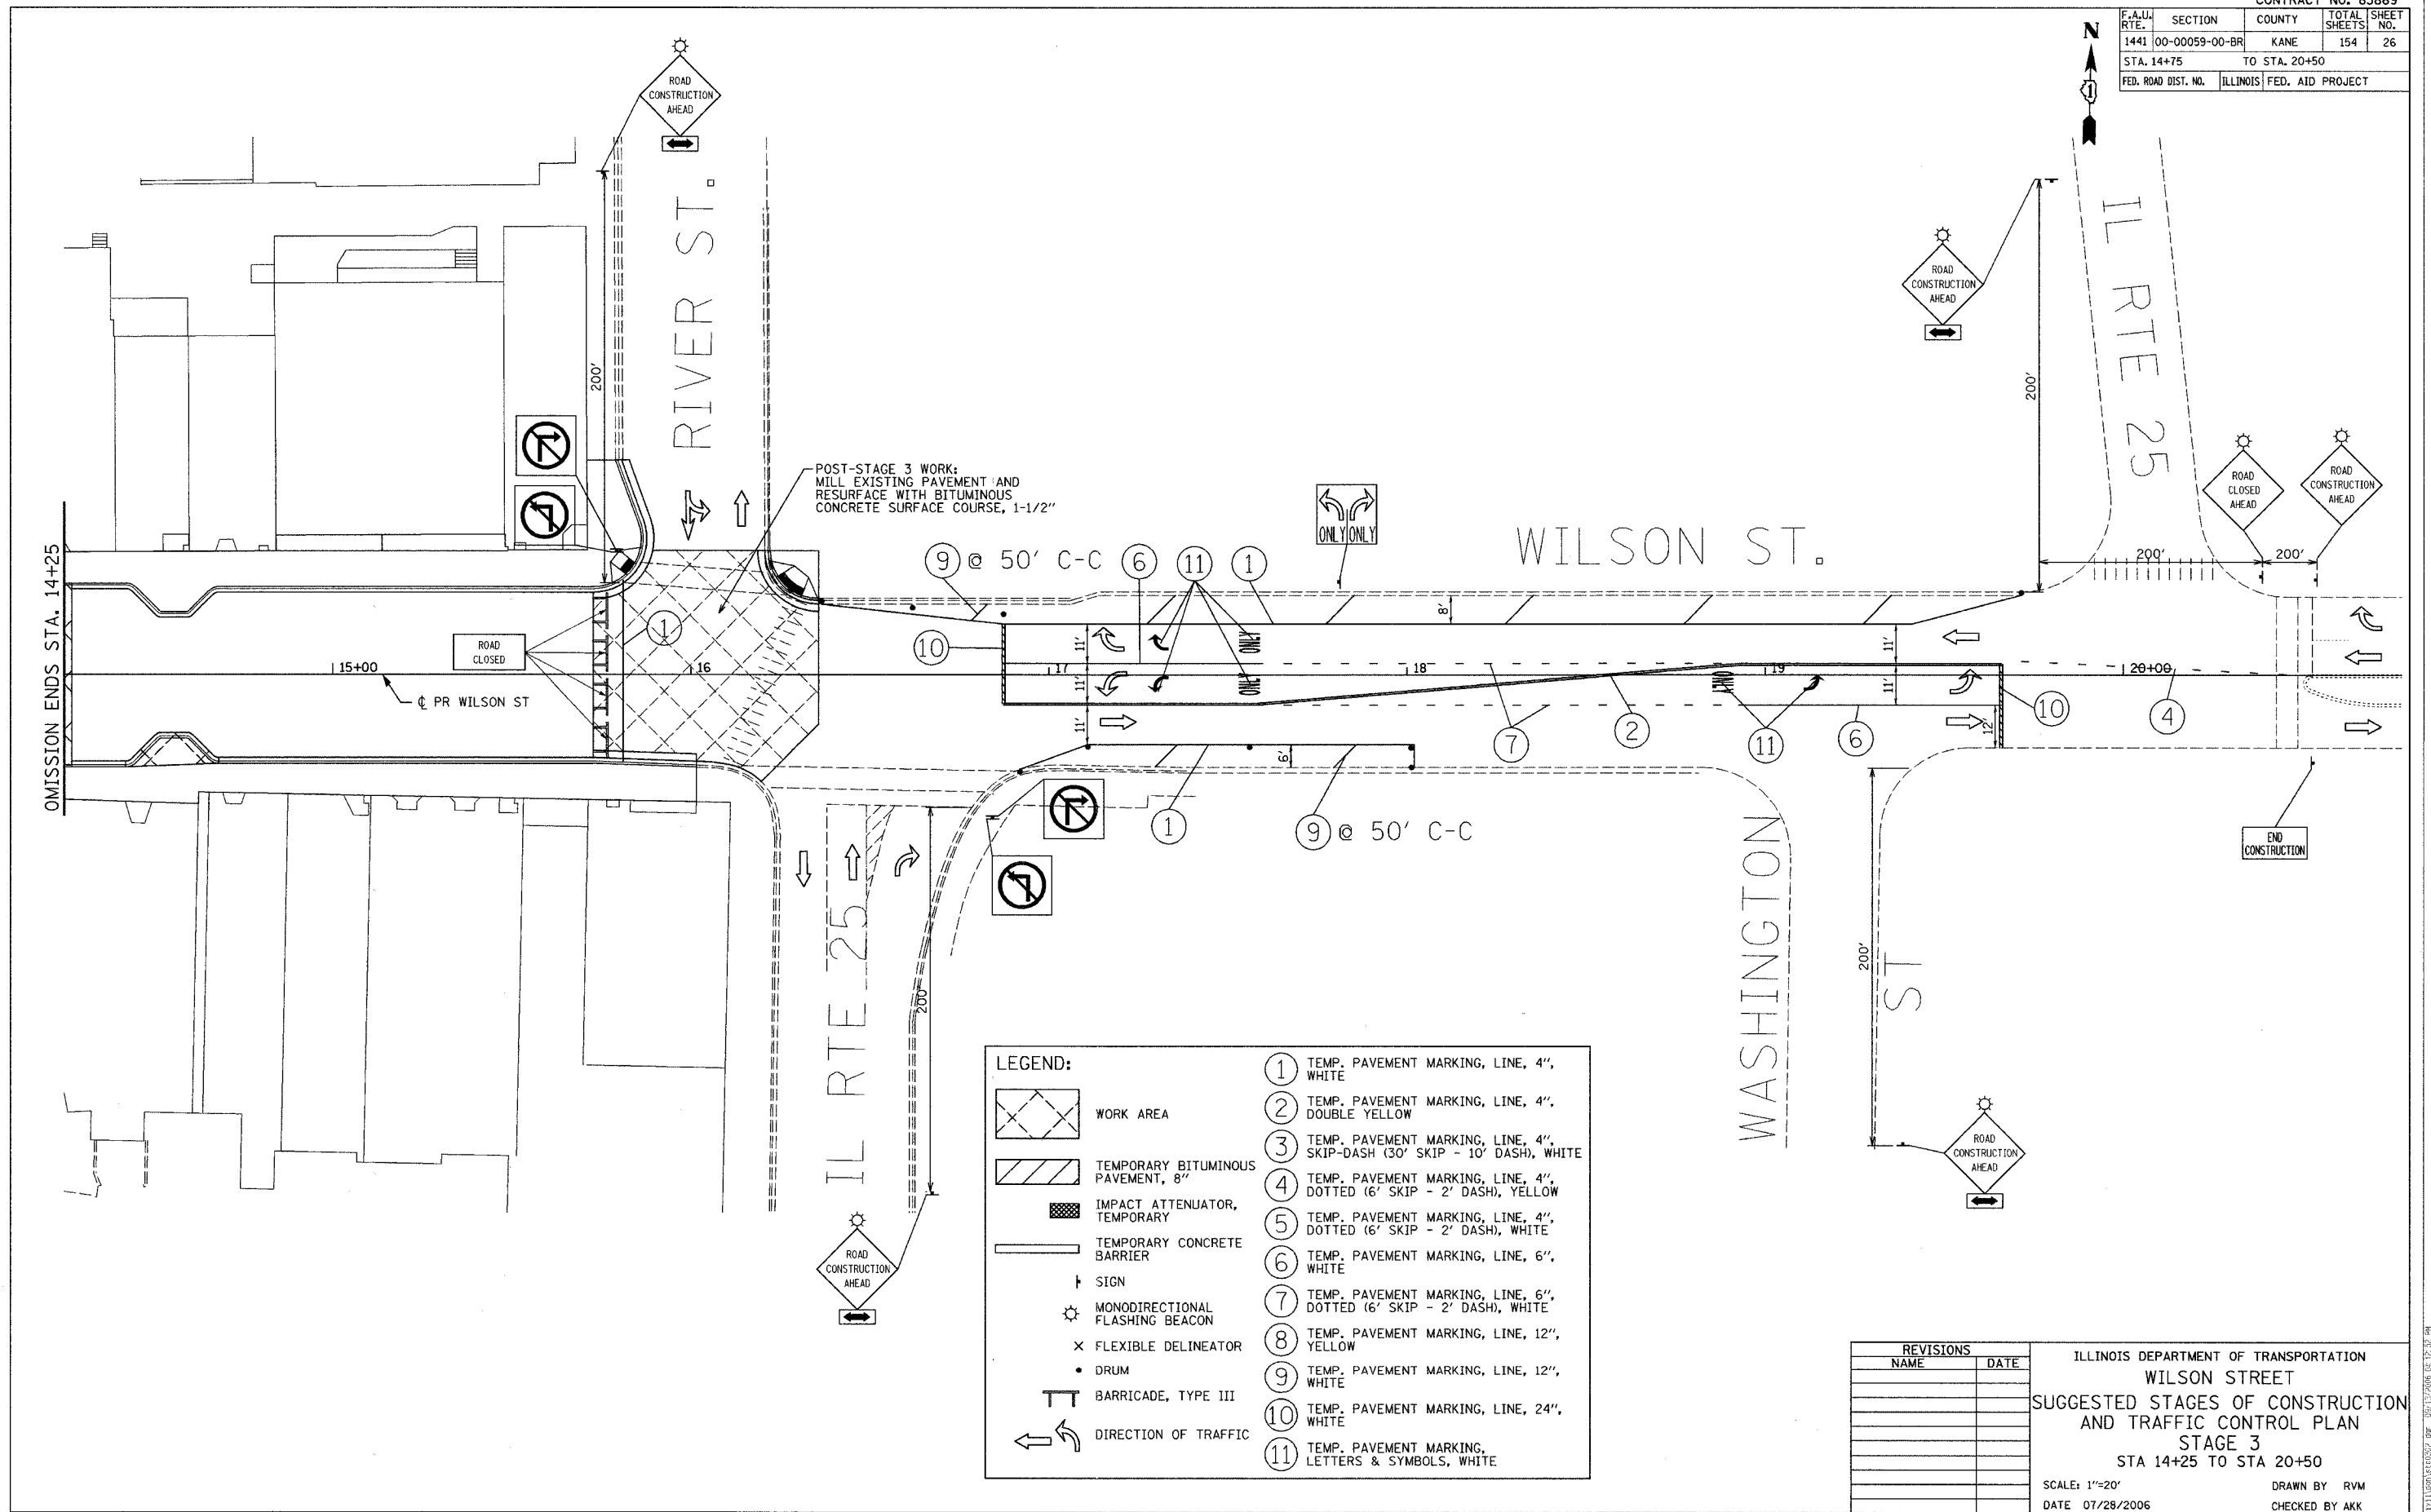 CONTRACT NO. 83869
F.A.U. RTE. SECTION COUNTY TOTAL SHEETS SHEET NO.
1441 00-00059-00-BR KANE 154 26
STA. 14+75 TO STA. 20+50
FED. ROAD DIST. NO. ILLINOIS FED. AID PROJECT
N
1
ROAD
CONSTRUCTION
AHEAD
RIVER ST.
200'
POST-STAGE 3 WORK:
MILL EXISTING PAVEMENT AND
RESURFACE WITH BITUMINOUS
CONCRETE SURFACE COURSE, 1-1/2"
ONLY ONLY
WILSON ST.
ROAD
CONSTRUCTION
AHEAD
200'
IL RTE 25
ROAD
CLOSED
AHEAD
ROAD
CONSTRUCTION
AHEAD
200' 200'
9 @ 50' C-C 6 11 1
OMISSION ENDS STA. 14+25
ROAD
CLOSED
1
10
8'
11' ONLY 11'
15+00 16 17 18 19 20+00
℄ PR WILSON ST
11' ONLY ONLY 11'
11' 12'
10
4
7 2 11 6
6'
1 9 @ 50' C-C
END
CONSTRUCTION
IL RTE 25
200'
WASHINGTON ST
200'
ROAD
CONSTRUCTION
AHEAD
ROAD
CONSTRUCTION
AHEAD
LEGEND:
WORK AREA
TEMPORARY BITUMINOUS
PAVEMENT, 8"
IMPACT ATTENUATOR,
TEMPORARY
TEMPORARY CONCRETE
BARRIER
SIGN
MONODIRECTIONAL
FLASHING BEACON
FLEXIBLE DELINEATOR
DRUM
BARRICADE, TYPE III
DIRECTION OF TRAFFIC
1 TEMP. PAVEMENT MARKING, LINE, 4",
WHITE
2 TEMP. PAVEMENT MARKING, LINE, 4",
DOUBLE YELLOW
3 TEMP. PAVEMENT MARKING, LINE, 4",
SKIP-DASH (30' SKIP - 10' DASH), WHITE
4 TEMP. PAVEMENT MARKING, LINE, 4",
DOTTED (6' SKIP - 2' DASH), YELLOW
5 TEMP. PAVEMENT MARKING, LINE, 4",
DOTTED (6' SKIP - 2' DASH), WHITE
6 TEMP. PAVEMENT MARKING, LINE, 6",
WHITE
7 TEMP. PAVEMENT MARKING, LINE, 6",
DOTTED (6' SKIP - 2' DASH), WHITE
8 TEMP. PAVEMENT MARKING, LINE, 12",
YELLOW
9 TEMP. PAVEMENT MARKING, LINE, 12",
WHITE
10 TEMP. PAVEMENT MARKING, LINE, 24",
WHITE
11 TEMP. PAVEMENT MARKING,
LETTERS & SYMBOLS, WHITE
REVISIONS
NAME DATE
ILLINOIS DEPARTMENT OF TRANSPORTATION
WILSON STREET
SUGGESTED STAGES OF CONSTRUCTION
AND TRAFFIC CONTROL PLAN
STAGE 3
STA 14+25 TO STA 20+50
SCALE: 1"=20' DRAWN BY RVM
DATE 07/28/2006 CHECKED BY AKK